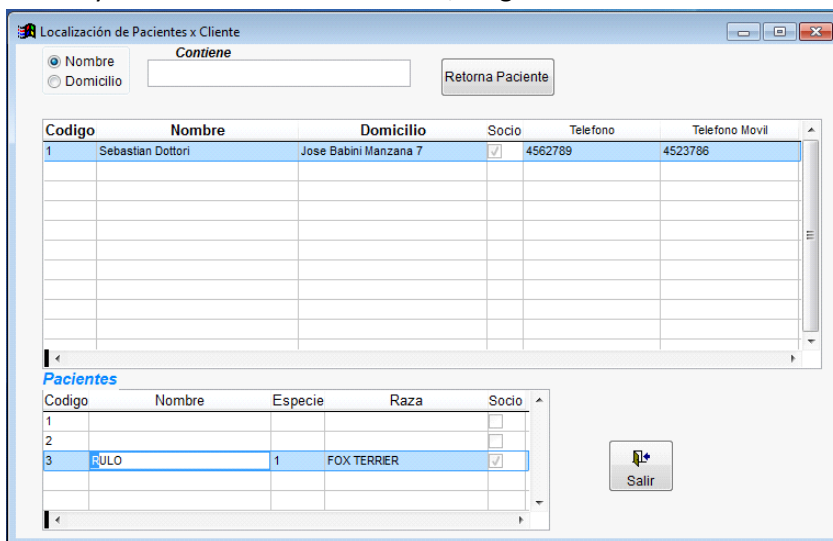 Localización de Pacientes x Cliente
Nombre
Contiene
Domicilio
Retorna Paciente
Codigo Nombre Domicilio Socio Telefono Telefono Movil
1 Sebastian Dottori Jose Babini Manzana 7 4562789 4523786
Pacientes
Codigo Nombre Especie Raza Socio
1
2
3 RULO 1 FOX TERRIER
Salir